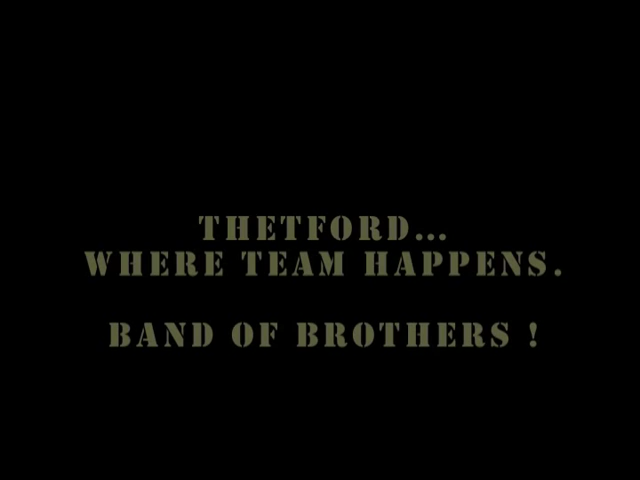 THETFORD...
WHERE TEAM HAPPENS.
BAND OF BROTHERS !